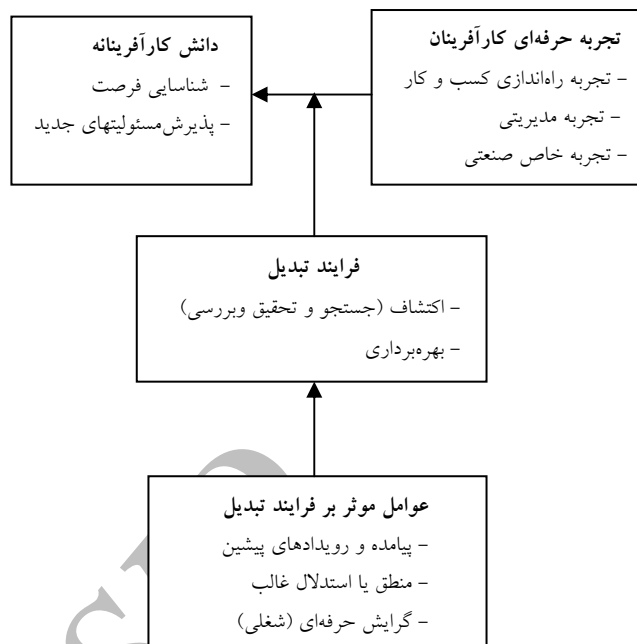 تجربه حرفه‌ای کارآفرینان
- تجربه راه‌اندازی کسب و کار
- تجربه مدیریتی
- تجربه خاص صنعتی
دانش کارآفرینانه
- شناسایی فرصت
- پذیرش‌مسئولیتهای جدید
فرایند تبدیل
- اکتشاف (جستجو و تحقیق وبررسی)
- بهره‌برداری
عوامل موثر بر فرایند تبدیل
- پیامده و رویدادهای پیشین
- منطق یا استدلال غالب
- گرایش حرفه‌ای (شغلی)